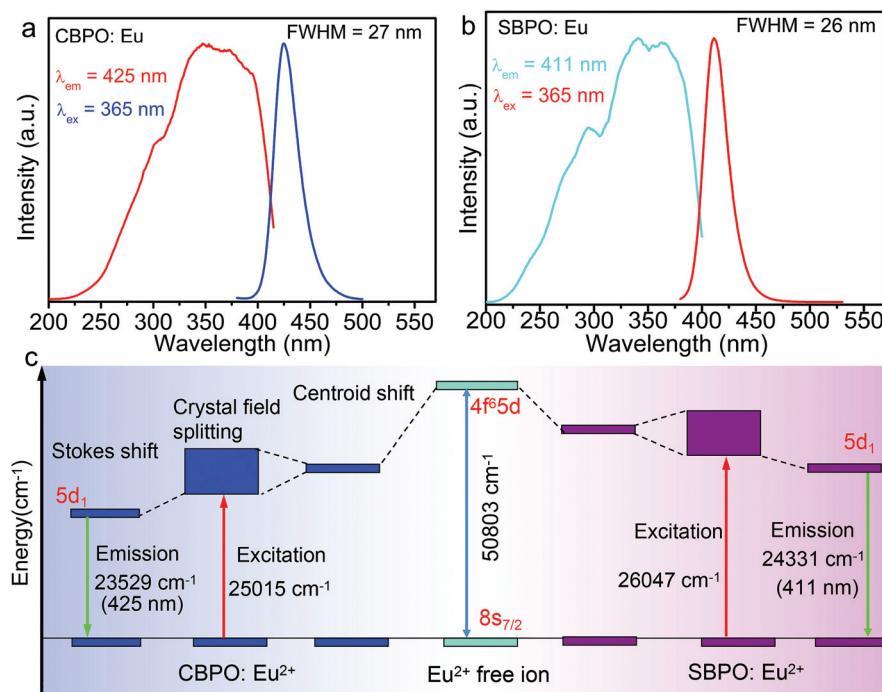 a
CBPO: Eu
FWHM = 27 nm
λem = 425 nm
λex = 365 nm
Intensity (a.u.)
200 250 300 350 400 450 500 550
Wavelength (nm)
b
SBPO: Eu
FWHM = 26 nm
λem = 411 nm
λex = 365 nm
Intensity (a.u.)
200 250 300 350 400 450 500 550
Wavelength (nm)
c
Energy(cm⁻¹)
Stokes shift
Crystal field
splitting
Centroid shift
4f⁶5d
5d₁
5d₁
Emission
23529 cm⁻¹
(425 nm)
Excitation
25015 cm⁻¹
50803 cm⁻¹
Excitation
26047 cm⁻¹
Emission
24331 cm⁻¹
(411 nm)
8s₇/₂
CBPO: Eu²⁺
Eu²⁺ free ion
SBPO: Eu²⁺